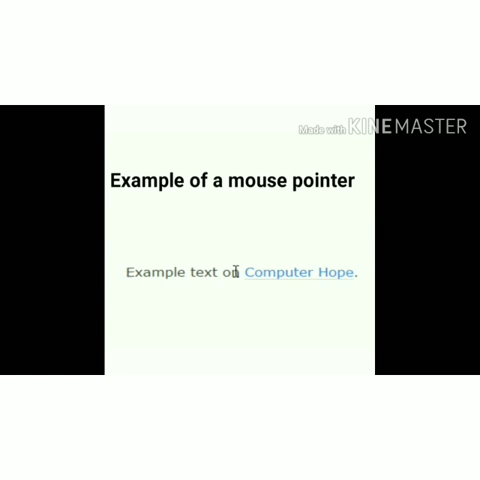 Made with KINEMASTER
Example of a mouse pointer
Example text on Computer Hope.